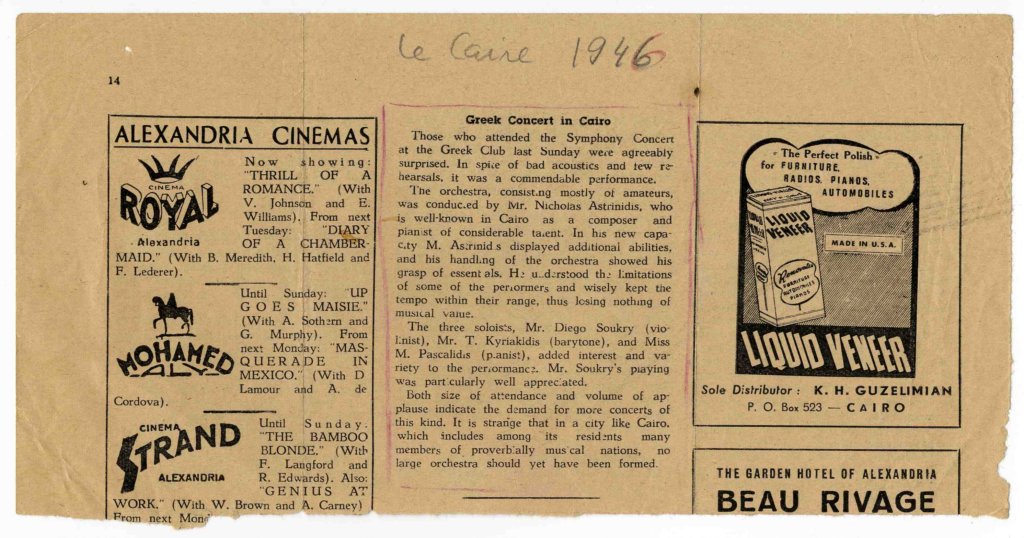 Le Caire 1946
14
ALEXANDRIA CINEMAS
CINEMA
ROYAL
Alexandria
Now showing:
"THRILL OF A
ROMANCE." (With
V. Johnson and E.
Williams). From next
Tuesday: "DIARY
OF A CHAMBER-
MAID." (With B. Meredith, H. Hatfield and
F. Lederer).
MOHAMED
ALY
Until Sunday: "UP
GOES MAISIE."
(With A. Sothern and
G. Murphy). From
next Monday: "MAS-
QUERADE IN
MEXICO." (With D
Lamour and A. de
Cordova).
CINEMA
STRAND
ALEXANDRIA
Until Sunday:
"THE BAMBOO
BLONDE." (With
F. Langford and
R. Edwards). Also:
"GENIUS AT
WORK." (With W. Brown and A. Carney)
From next Mond
Greek Concert in Cairo
Those who attended the Symphony Concert
at the Greek Club last Sunday were agreeably
surprised. In spite of bad acoustics and few re-
hearsals, it was a commendable performance.
The orchestra, consisting mostly of amateurs,
was conducted by Mr. Nicholas Astrinidis, who
is well-known in Cairo as a composer and
pianist of considerable talent. In his new capa-
city M. Astrinidis displayed additional abilities,
and his handling of the orchestra showed his
grasp of essentials. He understood the limitations
of some of the performers and wisely kept the
tempo within their range, thus losing nothing of
musical value.
The three soloists, Mr. Diego Soukry (vio-
linist), Mr. T. Kyriakidis (barytone), and Miss
M. Pascalidis (pianist), added interest and va-
riety to the performance. Mr. Soukry's playing
was particularly well appreciated.
Both size of attendance and volume of ap-
plause indicate the demand for more concerts of
this kind. It is strange that in a city like Cairo,
which includes among its residents many
members of proverbially musical nations, no
large orchestra should yet have been formed.
The Perfect Polish
for FURNITURE,
RADIOS, PIANOS,
AUTOMOBILES
LIQUID
VENEER
MADE IN U.S.A.
Renovates
FURNITURE
AUTOMOBILES
PIANOS
LIQUID VENEER
Sole Distributor : K. H. GUZELIMIAN
P. O. Box 523 — CAIRO
THE GARDEN HOTEL OF ALEXANDRIA
BEAU RIVAGE